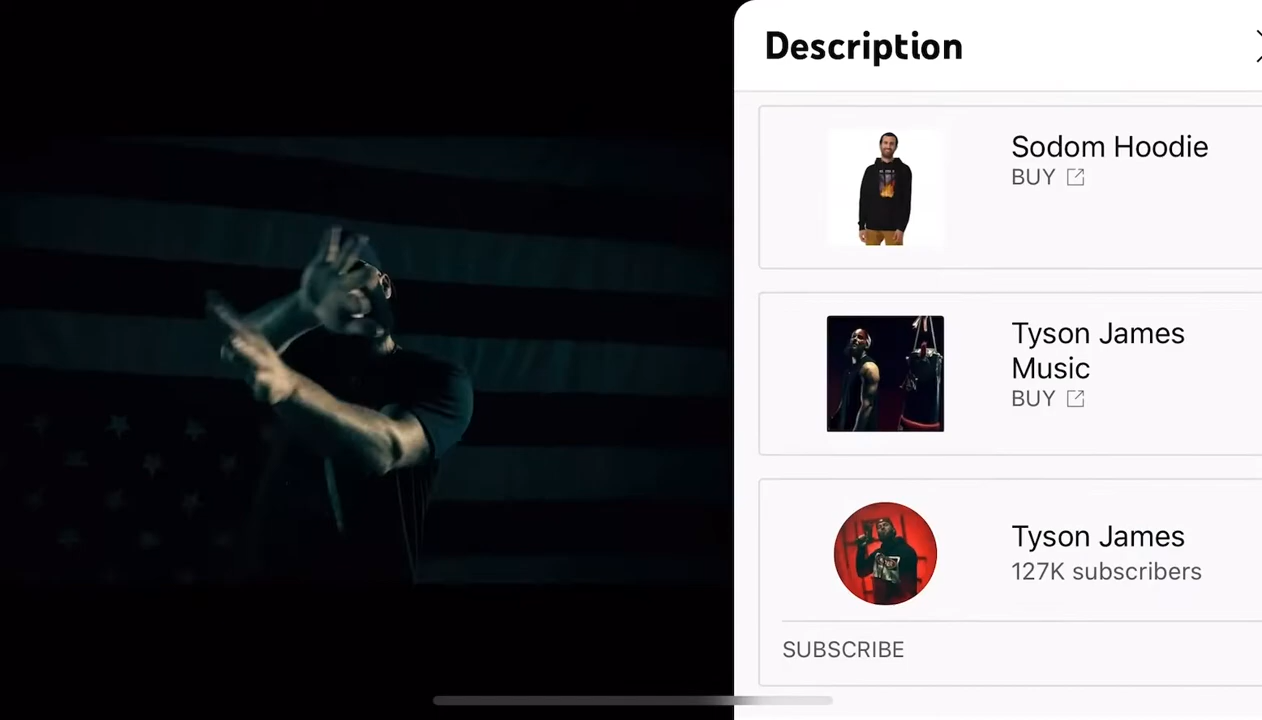 Description
Sodom Hoodie
BUY
Tyson James
Music
BUY
Tyson James
127K subscribers
SUBSCRIBE